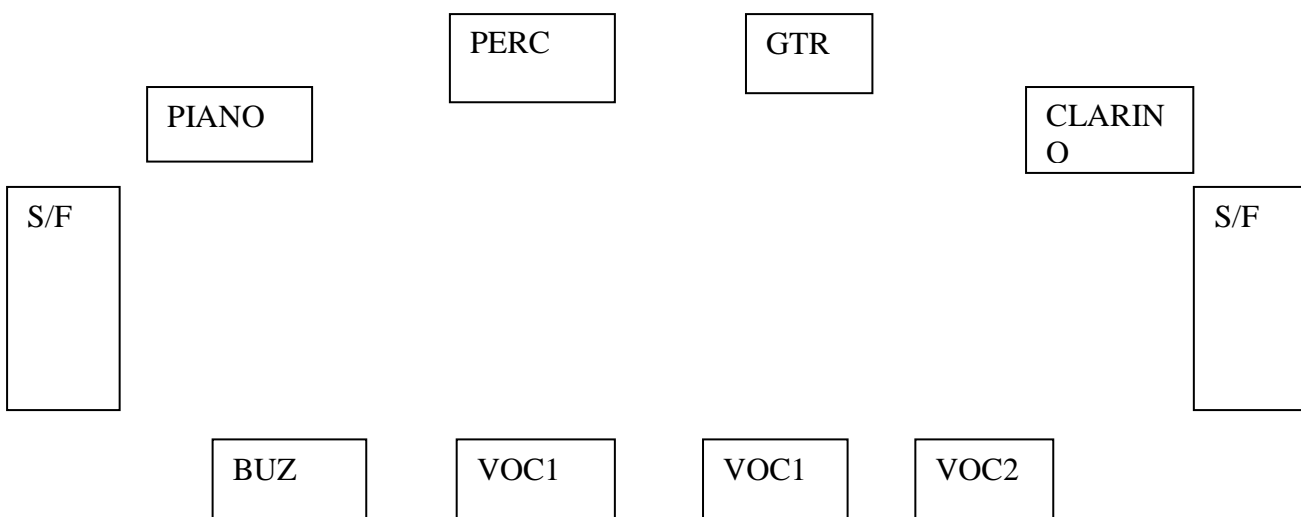 PERC
GTR
PIANO
CLARIN
O
S/F
S/F
BUZ
VOC1
VOC1
VOC2